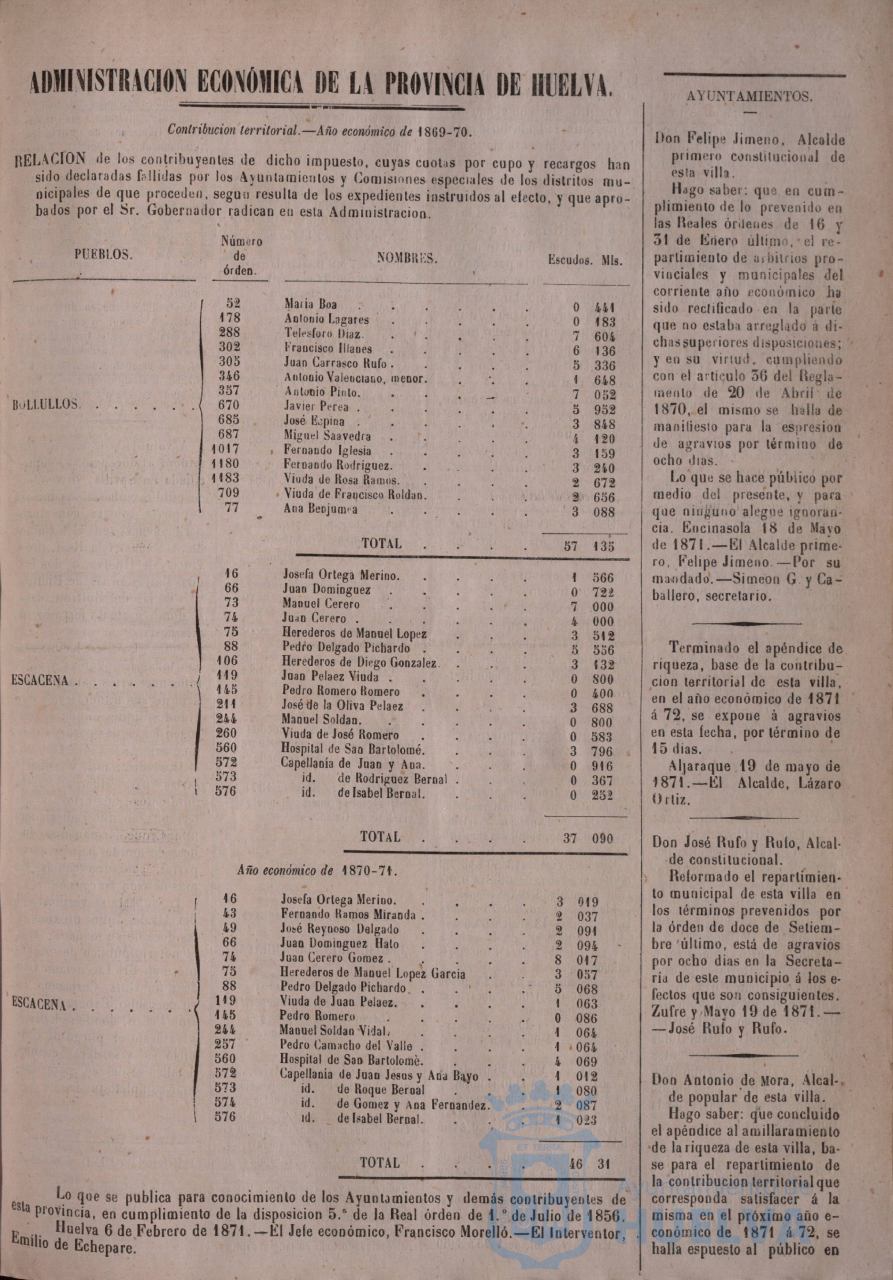 ADMINISTRACION ECONÓMICA DE LA PROVINCIA DE HUELVA.
Contribucion territorial.—Año económico de 1869-70.
RELACION de los contribuyentes de dicho impuesto, cuyas cuotas por cupo y recargos han
sido declaradas fallidas por los Ayuntamientos y Comisiones especiales de los distritos mu-
nicipales de que proceden, segun resulta de los expedientes instruidos al efecto, y que apro-
bados por el Sr. Gobernador radican en esta Administracion.
PUEBLOS. Número de órden. NOMBRES. Escudos. Mls.
BOLLULLOS. . . . . . .
52 Maria Boa . . . . . 0 441
178 Antonio Lagares . . . . 0 183
288 Telesforo Diaz. . . . . 7 604
302 Francisco Illanes . . . . 6 136
305 Juan Carrasco Rufo . . . . 5 336
346 Antonio Valenciano, menor. . . . 1 648
357 Antonio Pinto. . . . . 7 052
670 Javier Perea . . . . . 5 952
685 José Espina . . . . . 3 848
687 Miguel Saavedra . . . . 4 120
1017 Fernando Iglesia . . . . 3 159
1180 Fernando Rodriguez. . . . . 3 240
1183 Viuda de Rosa Ramos. . . . . 2 672
709 Viuda de Francisco Roldan. . . . 2 656
77 Ana Benjumea . . . . 3 088
TOTAL . . . . 57 135
ESCACENA . . . . . . .
16 Josefa Ortega Merino. . . . . 1 566
66 Juan Dominguez . . . . 0 722
73 Manuel Cerero . . . . 7 000
74 Juan Cerero . . . . . 4 000
75 Herederos de Manuel Lopez . . . 3 512
88 Pedro Delgado Pichardo . . . . 5 556
106 Herederos de Diego Gonzalez. . . . 3 132
119 Juan Pelaez Viuda . . . . . 0 800
145 Pedro Romero Romero . . . . 0 400
211 José de la Oliva Pelaez . . . . 3 688
244 Manuel Soldan. . . . . 0 800
260 Viuda de José Romero . . . . 0 583
560 Hospital de San Bartolomé. . . . 3 796
572 Capellanía de Juan y Ana. . . . 0 916
573 id. de Rodriguez Bernal . . . 0 367
576 id. de Isabel Bernal. . . . 0 252
TOTAL . . . . 37 090
Año económico de 1870-71.
ESCACENA . . . . . . .
16 Josefa Ortega Merino. . . . . 3 019
43 Fernando Ramos Miranda . . . . 2 037
49 José Reynoso Delgado . . . . 2 091
66 Juan Dominguez Hato . . . . 2 094
74 Juan Cerero Gomez . . . . 8 017
75 Herederos de Manuel Lopez Garcia . . 3 057
88 Pedro Delgado Pichardo . . . . 5 068
119 Viuda de Juan Pelaez. . . . . 1 063
145 Pedro Romero . . . . 0 086
244 Manuel Soldan Vidal. . . . . 1 064
257 Pedro Camacho del Valle . . . . 1 064
560 Hospital de San Bartolomè. . . . 4 069
572 Capellania de Juan Jesus y Ana Bayo . . 1 012
573 id. de Roque Bernal . . . 1 080
574 id. de Gomez y Ana Fernandez. . 2 087
576 id. de Isabel Bernal. . . . 1 023
TOTAL . . . . 46 31
Lo que se publica para conocimiento de los Ayuntamientos y demás contribuyentes de
esta provincia, en cumplimiento de la disposicion 5.ª de la Real órden de 1.º de Julio de 1856.
Huelva 6 de Febrero de 1871.—El Jefe económico, Francisco Morelló.—El Interventor,
Emilio de Echepare.
AYUNTAMIENTOS.
Don Felipe Jimeno, Alcalde
primero constitucional de
esta villa.
Hago saber: que en cum-
plimiento de lo prevenido en
las Reales órdenes de 16 y
31 de Enero último, el re-
partimiento de arbitrios pro-
vinciales y municipales del
corriente año económico ha
sido rectificado en la parte
que no estaba arreglado á di-
chas superiores disposiciones;
y en su virtud, cumpliendo
con el artículo 36 del Regla-
mento de 20 de Abril de
1870, el mismo se halla de
manifiesto para la espresion
de agravios por término de
ocho dias.
Lo que se hace público por
medio del presente, y para
que ninguno alegue ignoran-
cia. Encinasola 18 de Mayo
de 1871.—El Alcalde prime-
ro, Felipe Jimeno.—Por su
mandado.—Simeon G. y Ca-
ballero, secretario.
Terminado el apéndice de
riqueza, base de la contribu-
cion territorial de esta villa,
en el año económico de 1871
á 72, se expone á agravios
en esta fecha, por término de
15 dias.
Aljaraque 19 de mayo de
1871.—El Alcalde, Lázaro
Ortiz.
Don José Rufo y Rufo, Alcal-
de constitucional.
Reformado el repartimien-
to municipal de esta villa en
los términos prevenidos por
la órden de doce de Setiem-
bre último, está de agravios
por ocho dias en la Secreta-
ría de este municipio á los e-
fectos que son consiguientes.
Zufre y Mayo 19 de 1871.—
—José Rufo y Rufo.
Don Antonio de Mora, Alcal-
de popular de esta villa.
Hago saber: que concluido
el apéndice al amillaramiento
de la riqueza de esta villa, ba-
se para el repartimiento de
la contribucion territorial que
corresponda satisfacer á la
misma en el próximo año e-
conómico de 1871 á 72, se
halla espuesto al público en